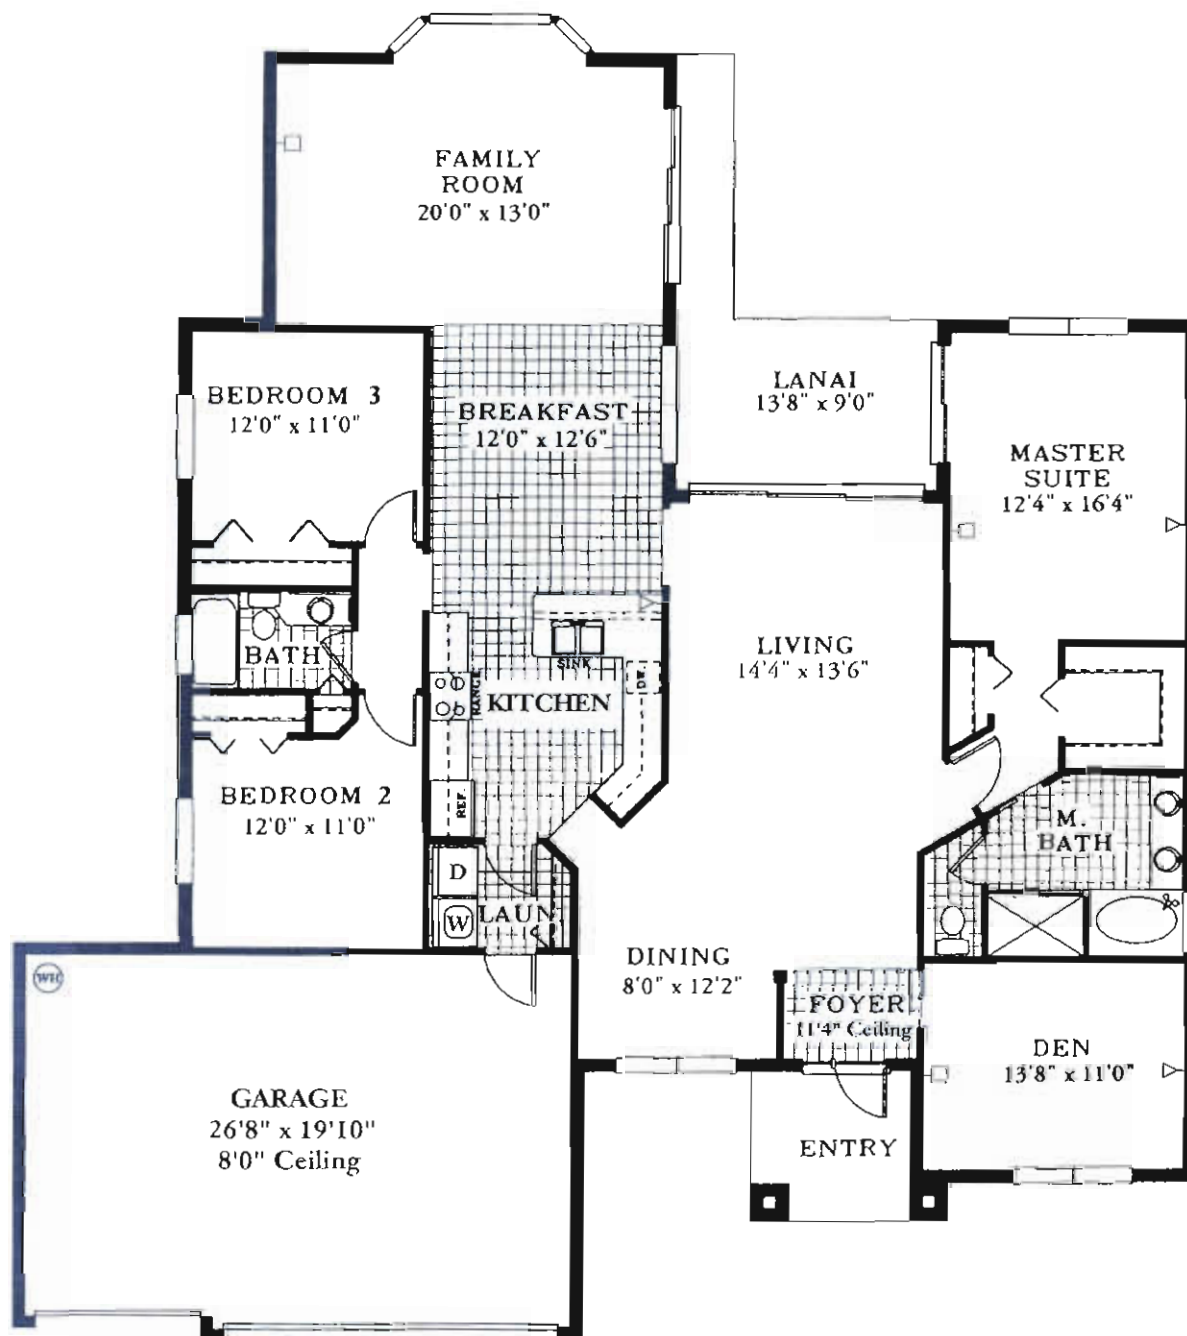 FAMILY
ROOM
20'0" x 13'0"
BEDROOM 3
12'0" x 11'0"
BREAKFAST
12'0" x 12'6"
LANAI
13'8" x 9'0"
MASTER
SUITE
12'4" x 16'4"
BATH
SINK
DW
RANGE
KITCHEN
REF.
LIVING
14'4" x 13'6"
BEDROOM 2
12'0" x 11'0"
M.
BATH
D
W
LAUN
DINING
8'0" x 12'2"
FOYER
11'4" Ceiling
WH
DEN
13'8" x 11'0"
GARAGE
26'8" x 19'10"
8'0" Ceiling
ENTRY